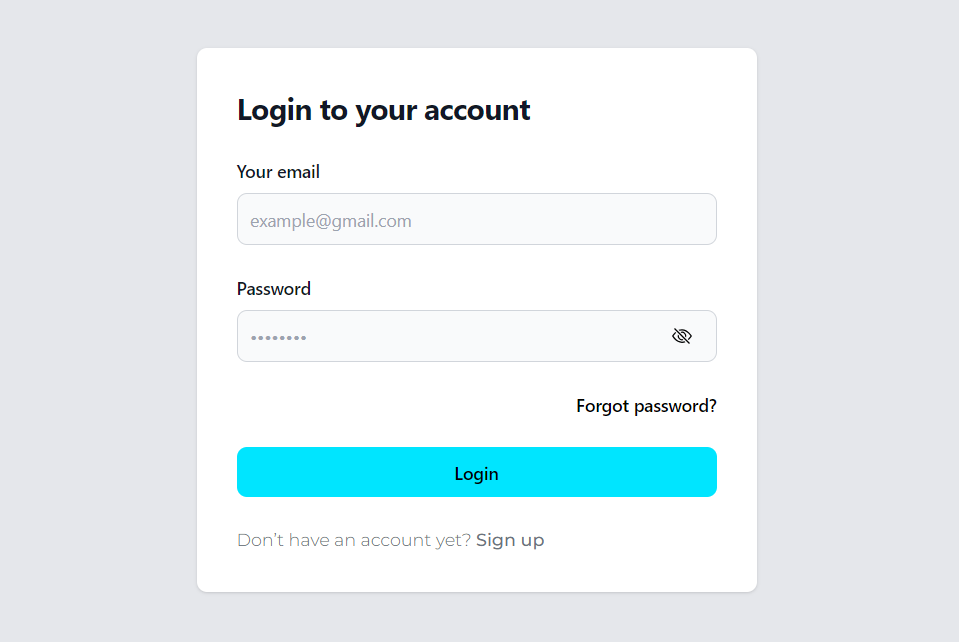 Login to your account
Your email
example@gmail.com
Password
••••••••
Forgot password?
Login
Don’t have an account yet? Sign up